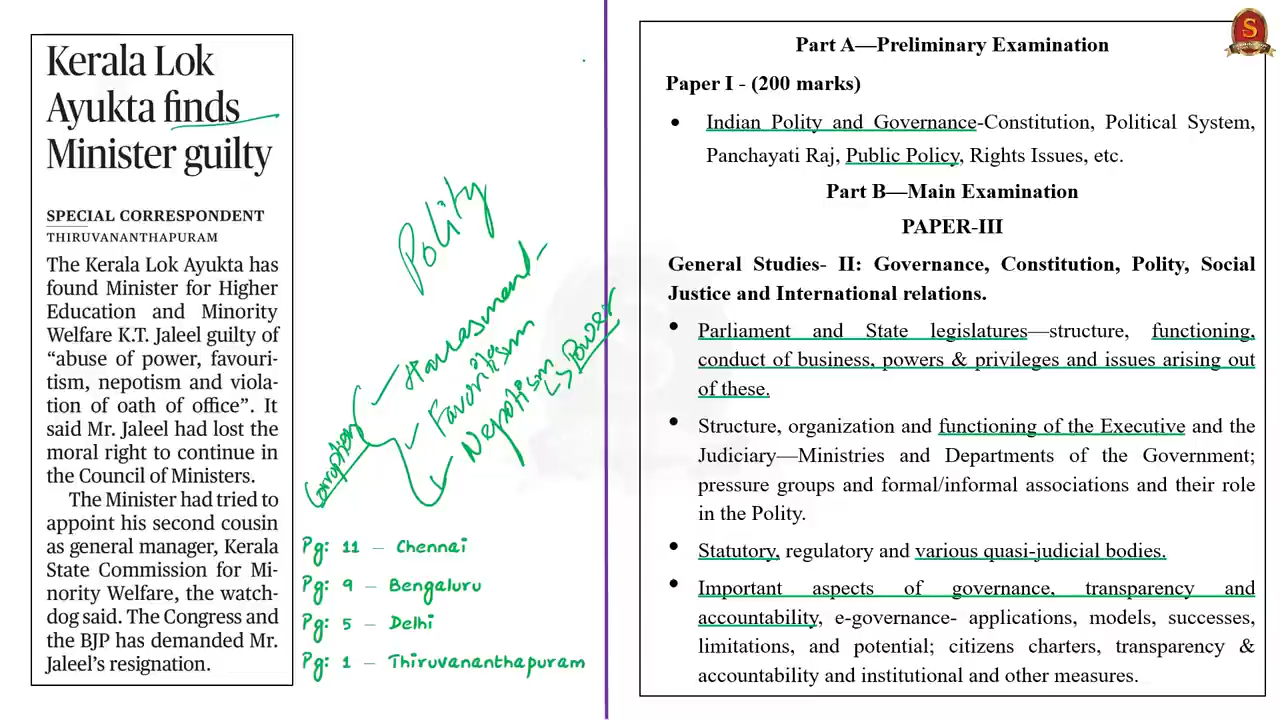 Kerala Lok
Ayukta finds
Minister guilty
SPECIAL CORRESPONDENT
THIRUVANANTHAPURAM
The Kerala Lok Ayukta has
found Minister for Higher
Education and Minority
Welfare K.T. Jaleel guilty of
“abuse of power, favouri-
tism, nepotism and viola-
tion of oath of office”. It
said Mr. Jaleel had lost the
moral right to continue in
the Council of Ministers.
The Minister had tried to
appoint his second cousin
as general manager, Kerala
State Commission for Mi-
nority Welfare, the watch-
dog said. The Congress and
the BJP has demanded Mr.
Jaleel’s resignation.
Polity
Corruption
Harrasment
Favoritism
Nepotism
Power
Pg: 11 – Chennai
Pg: 9 – Bengaluru
Pg: 5 – Delhi
Pg: 1 – Thiruvananthapuram
S
Part A—Preliminary Examination
Paper I - (200 marks)
• Indian Polity and Governance-Constitution, Political System,
Panchayati Raj, Public Policy, Rights Issues, etc.
Part B—Main Examination
PAPER-III
General Studies- II: Governance, Constitution, Polity, Social
Justice and International relations.
• Parliament and State legislatures—structure, functioning,
conduct of business, powers & privileges and issues arising out
of these.
• Structure, organization and functioning of the Executive and the
Judiciary—Ministries and Departments of the Government;
pressure groups and formal/informal associations and their role
in the Polity.
• Statutory, regulatory and various quasi-judicial bodies.
• Important aspects of governance, transparency and
accountability, e-governance- applications, models, successes,
limitations, and potential; citizens charters, transparency &
accountability and institutional and other measures.